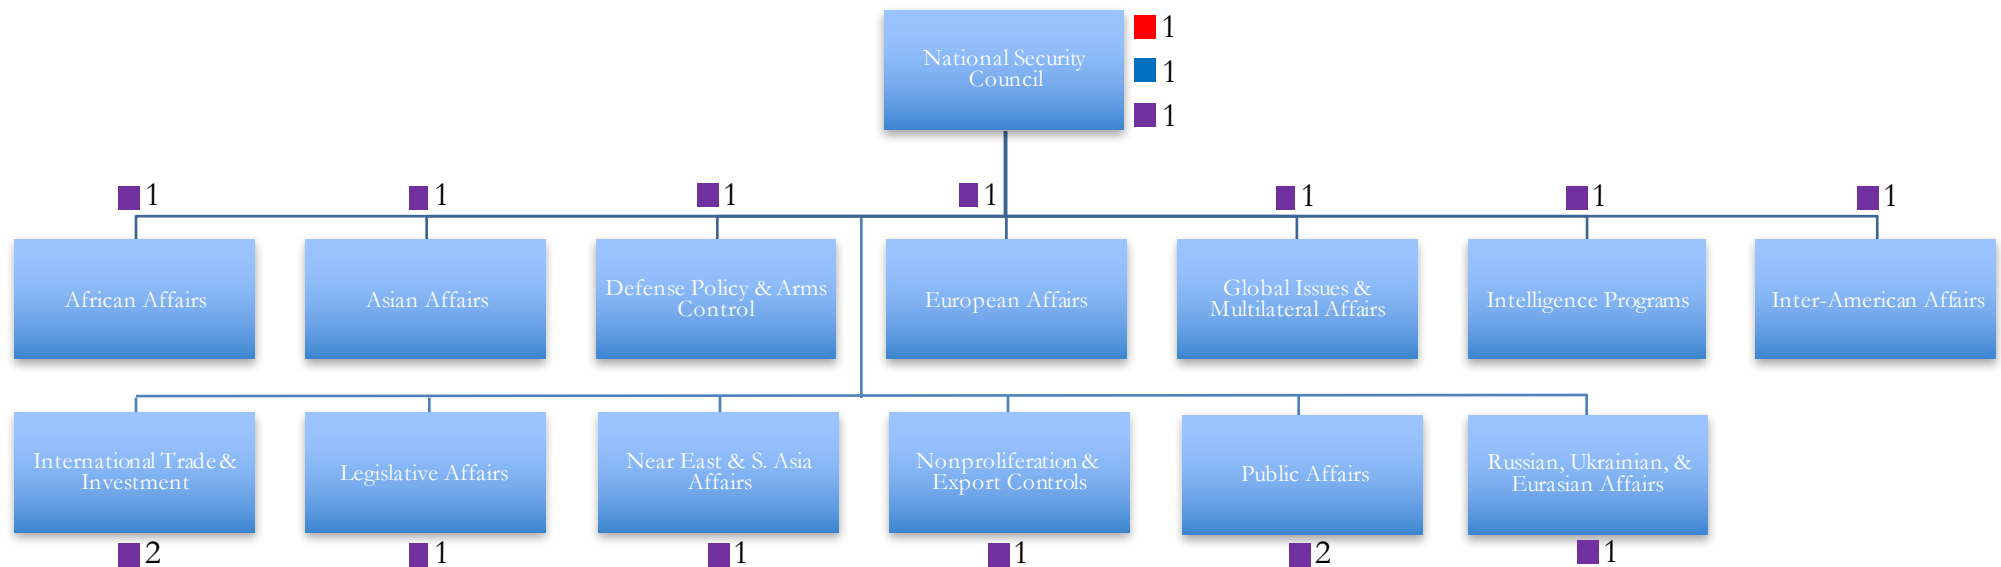 National Security
Council
1
1
1
1
1
1
1
1
1
1
African Affairs
Asian Affairs
Defense Policy & Arms
Control
European Affairs
Global Issues &
Multilateral Affairs
Intelligence Programs
Inter-American Affairs
International Trade &
Investment
Legislative Affairs
Near East & S. Asia
Affairs
Nonproliferation &
Export Controls
Public Affairs
Russian, Ukrainian, &
Eurasian Affairs
2
1
1
1
2
1